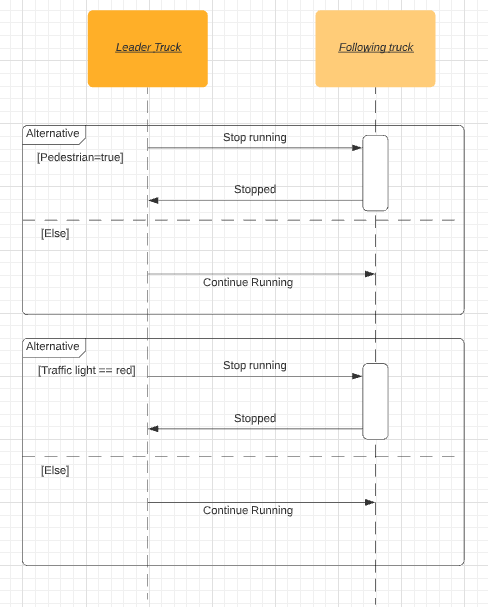 Leader Truck
Following truck
Alternative
Stop running
[Pedestrian=true]
Stopped
[Else]
Continue Running
Alternative
Stop running
[Traffic light == red]
Stopped
[Else]
Continue Running